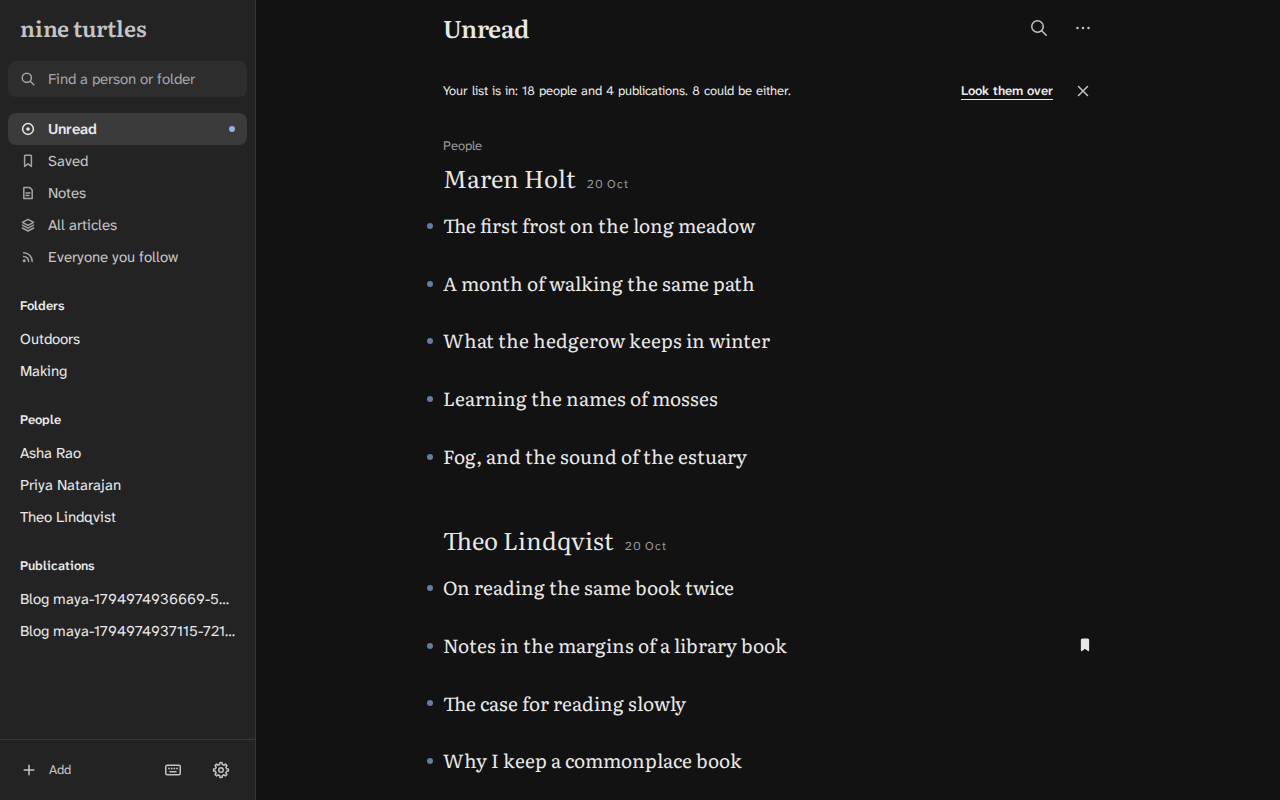 nine turtles
Find a person or folder
Unread
Saved
Notes
All articles
Everyone you follow
Folders
Outdoors
Making
People
Asha Rao
Priya Natarajan
Theo Lindqvist
Publications
Blog maya-1794974936669-5...
Blog maya-1794974937115-721...
Add
Unread
Your list is in: 18 people and 4 publications. 8 could be either.
Look them over
People
Maren Holt 20 Oct
The first frost on the long meadow
A month of walking the same path
What the hedgerow keeps in winter
Learning the names of mosses
Fog, and the sound of the estuary
Theo Lindqvist 20 Oct
On reading the same book twice
Notes in the margins of a library book
The case for reading slowly
Why I keep a commonplace book